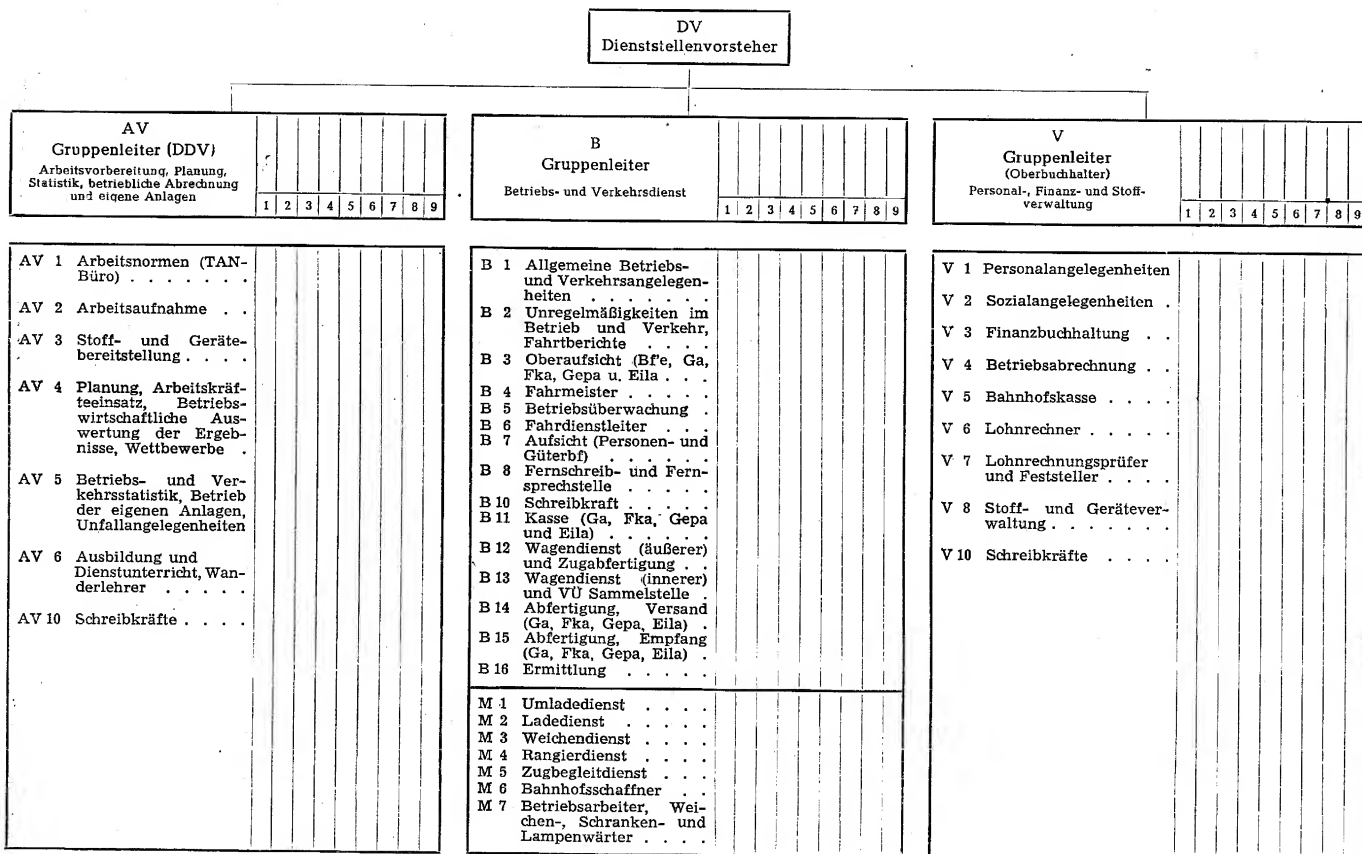 DV
Dienststellenvorsteher
AV
Gruppenleiter (DDV)
Arbeitsvorbereitung, Planung,
Statistik, betriebliche Abrechnung
und eigene Anlagen
1 2 3 4 5 6 7 8 9
B
Gruppenleiter
Betriebs- und Verkehrsdienst
1 2 3 4 5 6 7 8 9
V
Gruppenleiter
(Oberbuchhalter)
Personal-, Finanz- und Stoff-
verwaltung
1 2 3 4 5 6 7 8 9
AV 1 Arbeitsnormen (TAN-
Büro) . . . . . . .
AV 2 Arbeitsaufnahme . .
AV 3 Stoff- und Geräte-
bereitstellung . . . .
AV 4 Planung, Arbeitskräf-
teeinsatz, Betriebs-
wirtschaftliche Aus-
wertung der Ergeb-
nisse, Wettbewerbe .
AV 5 Betriebs- und Ver-
kehrsstatistik, Betrieb
der eigenen Anlagen,
Unfallangelegenheiten
AV 6 Ausbildung und
Dienstunterricht, Wan-
derlehrer . . . . .
AV 10 Schreibkräfte . . . .
B 1 Allgemeine Betriebs-
und Verkehrsangelegen-
heiten . . . . . . .
B 2 Unregelmäßigkeiten im
Betrieb und Verkehr,
Fahrtberichte . . . .
B 3 Oberaufsicht (Bf'e, Ga,
Fka, Gepa u. Eila . . .
B 4 Fahrmeister . . . . .
B 5 Betriebsüberwachung .
B 6 Fahrdienstleiter . . .
B 7 Aufsicht (Personen- und
Güterbf) . . . . . .
B 8 Fernschreib- und Fern-
sprechstelle . . . . .
B 10 Schreibkraft . . . . .
B 11 Kasse (Ga, Fka, Gepa
und Eila) . . . . . .
B 12 Wagendienst (äußerer)
und Zugabfertigung . .
B 13 Wagendienst (innerer)
und VÜ Sammelstelle .
B 14 Abfertigung, Versand
(Ga, Fka, Gepa, Eila) .
B 15 Abfertigung, Empfang
(Ga, Fka, Gepa, Eila) .
B 16 Ermittlung . . . . .
M 1 Umladedienst . . . .
M 2 Ladedienst . . . . .
M 3 Weichendienst . . . .
M 4 Rangierdienst . . . .
M 5 Zugbegleitdienst . . .
M 6 Bahnhofsschaffner . .
M 7 Betriebsarbeiter, Wei-
chen-, Schranken- und
Lampenwärter . . . .
V 1 Personalangelegenheiten
V 2 Sozialangelegenheiten .
V 3 Finanzbuchhaltung . .
V 4 Betriebsabrechnung . .
V 5 Bahnhofskasse . . . .
V 6 Lohnrechner . . . . .
V 7 Lohnrechnungsprüfer
und Feststeller . . . .
V 8 Stoff- und Gerätever-
waltung . . . . . . .
V 10 Schreibkräfte . . . .